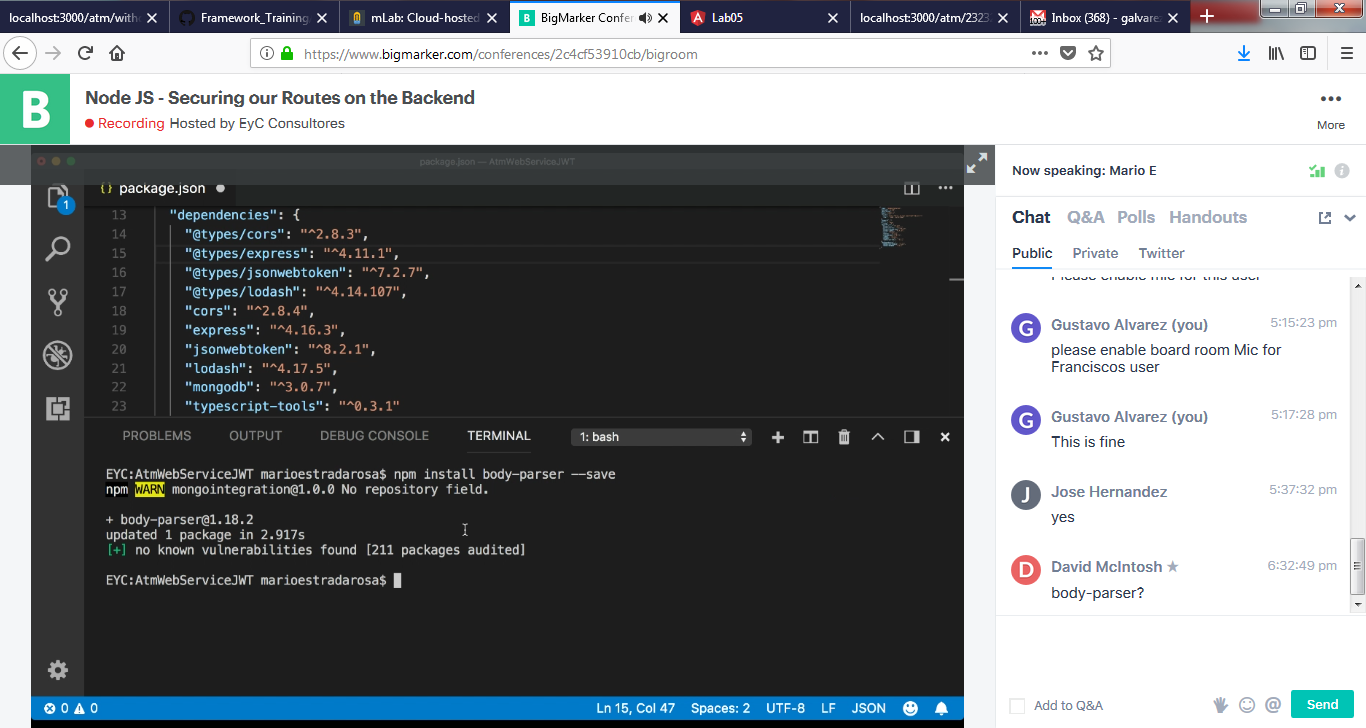 localhost:3000/atm/with
Framework_Training
mLab: Cloud-hosted
BigMarker Confer
Lab05
localhost:3000/atm/2323
Inbox (368) - galvare
https://www.bigmarker.com/conferences/2c4cf53910cb/bigroom
B
Node JS - Securing our Routes on the Backend
Recording Hosted by EyC Consultores
More
package.json — AtmWebServiceJWT
{} package.json
1
13 "dependencies": {
14 "@types/cors": "^2.8.3",
15 "@types/express": "^4.11.1",
16 "@types/jsonwebtoken": "^7.2.7",
17 "@types/lodash": "^4.14.107",
18 "cors": "^2.8.4",
19 "express": "^4.16.3",
20 "jsonwebtoken": "^8.2.1",
21 "lodash": "^4.17.5",
22 "mongodb": "^3.0.7",
23 "typescript-tools": "^0.3.1"
PROBLEMS OUTPUT DEBUG CONSOLE TERMINAL 1: bash
EYC:AtmWebServiceJWT marioestradarosa$ npm install body-parser --save
npm WARN mongointegration@1.0.0 No repository field.
+ body-parser@1.18.2
updated 1 package in 2.917s
[+] no known vulnerabilities found [211 packages audited]
EYC:AtmWebServiceJWT marioestradarosa$
0 0 Ln 15, Col 47 Spaces: 2 UTF-8 LF JSON
Now speaking: Mario E
Chat Q&A Polls Handouts
Public Private Twitter
Please enable mic for this user
G Gustavo Alvarez (you) 5:15:23 pm
please enable board room Mic for
Franciscos user
G Gustavo Alvarez (you) 5:17:28 pm
This is fine
J Jose Hernandez 5:37:32 pm
yes
D David McIntosh 6:32:49 pm
body-parser?
Add to Q&A
Send